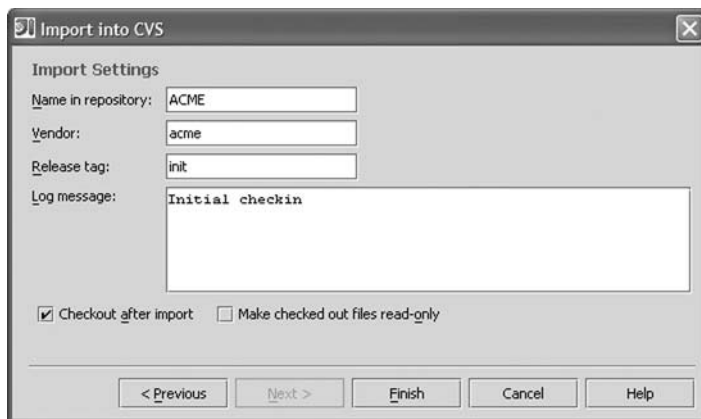 Import into CVS
Import Settings
Name in repository: ACME
Vendor: acme
Release tag: init
Log message: Initial checkin
Checkout after import Make checked out files read-only
< Previous Next > Finish Cancel Help